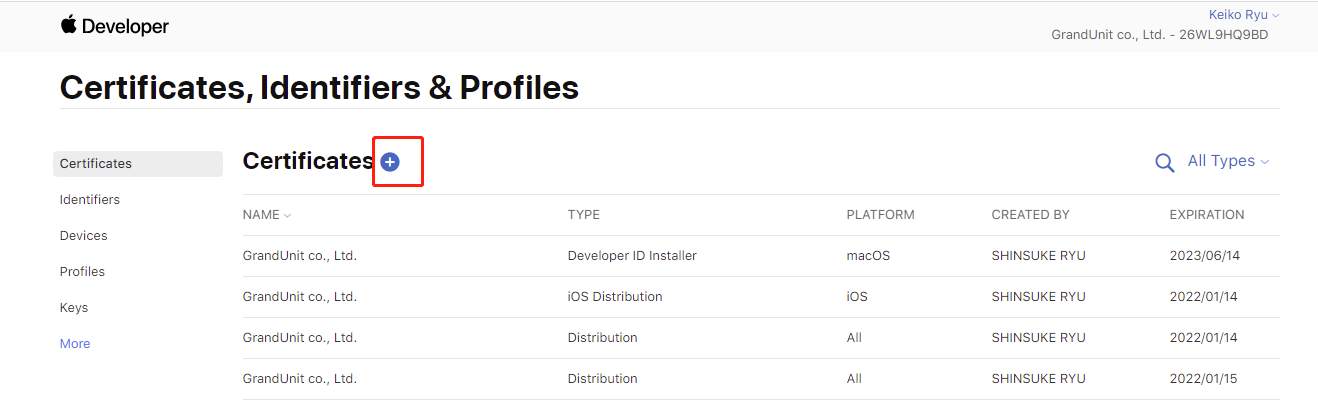 Developer
Keiko Ryu
GrandUnit co., Ltd. - 26WL9HQ9BD
Certificates, Identifiers & Profiles
Certificates
Identifiers
Devices
Profiles
Keys
More
Certificates
All Types
NAME TYPE PLATFORM CREATED BY EXPIRATION
GrandUnit co., Ltd. Developer ID Installer macOS SHINSUKE RYU 2023/06/14
GrandUnit co., Ltd. iOS Distribution iOS SHINSUKE RYU 2022/01/14
GrandUnit co., Ltd. Distribution All SHINSUKE RYU 2022/01/14
GrandUnit co., Ltd. Distribution All SHINSUKE RYU 2022/01/15